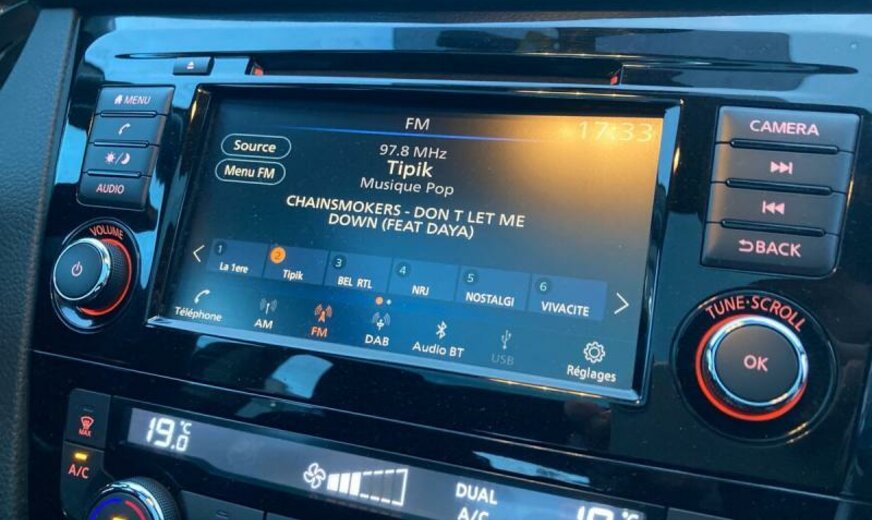 MENU
AUDIO
VOLUME
FM
17:33
Source
Menu FM
97.8 MHz
Tipik
Musique Pop
CHAINSMOKERS - DON T LET ME
DOWN (FEAT DAYA)
1 La 1ere
2 Tipik
3 BEL RTL
4 NRJ
5 NOSTALGI
6 VIVACITE
Téléphone
AM
FM
DAB
Audio BT
USB
Réglages
CAMERA
BACK
TUNE·SCROLL
OK
MAX
A/C
19.0 °C
DUAL
A/C
°C